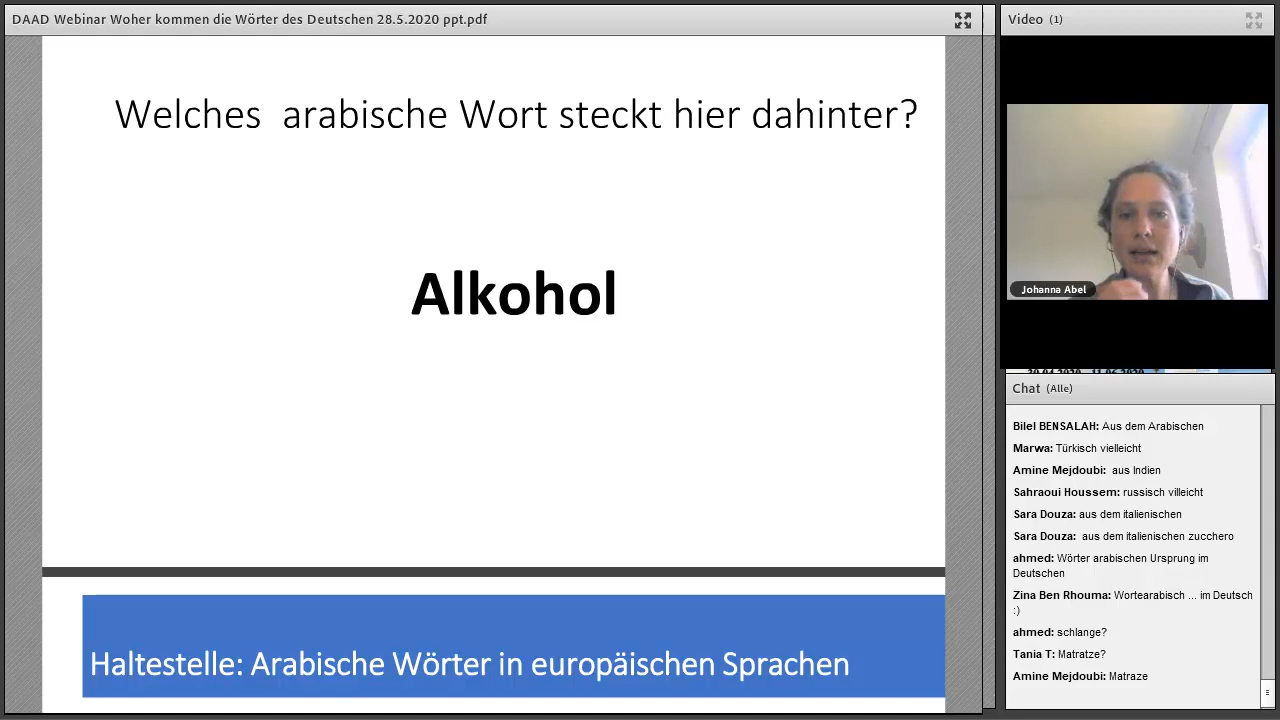 DAAD Webinar Woher kommen die Wörter des Deutschen 28.5.2020 ppt.pdf
Welches arabische Wort steckt hier dahinter?
Alkohol
Haltestelle: Arabische Wörter in europäischen Sprachen
Video (1)
Johanna Abel
Chat (Alle)
Bilel BENSALAH: Aus dem Arabischen
Marwa: Türkisch vielleicht
Amine Mejdoubi: aus Indien
Sahraoui Houssem: russisch villeicht
Sara Douza: aus dem italienischen
Sara Douza: aus dem italienischen zucchero
ahmed: Wörter arabischen Ursprung im
Deutschen
Zina Ben Rhouma: Wortearabisch ... im Deutsch
:)
ahmed: schlange?
Tania T: Matratze?
Amine Mejdoubi: Matraze